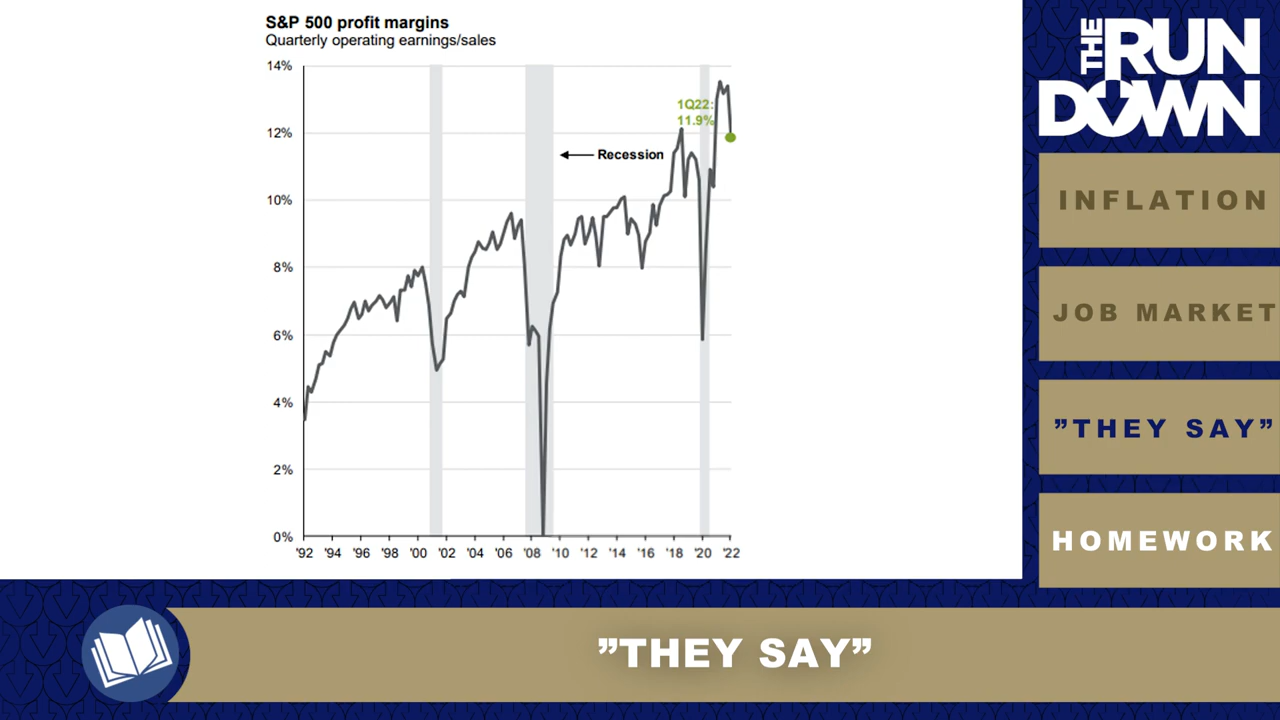 S&P 500 profit margins
Quarterly operating earnings/sales
14%
12%
10%
8%
6%
4%
2%
0%
1Q22:
11.9%
Recession
'92 '94 '96 '98 '00 '02 '04 '06 '08 '10 '12 '14 '16 '18 '20 '22
THE RUN
DOWN
INFLATION
JOB MARKET
”THEY SAY”
HOMEWORK
”THEY SAY”